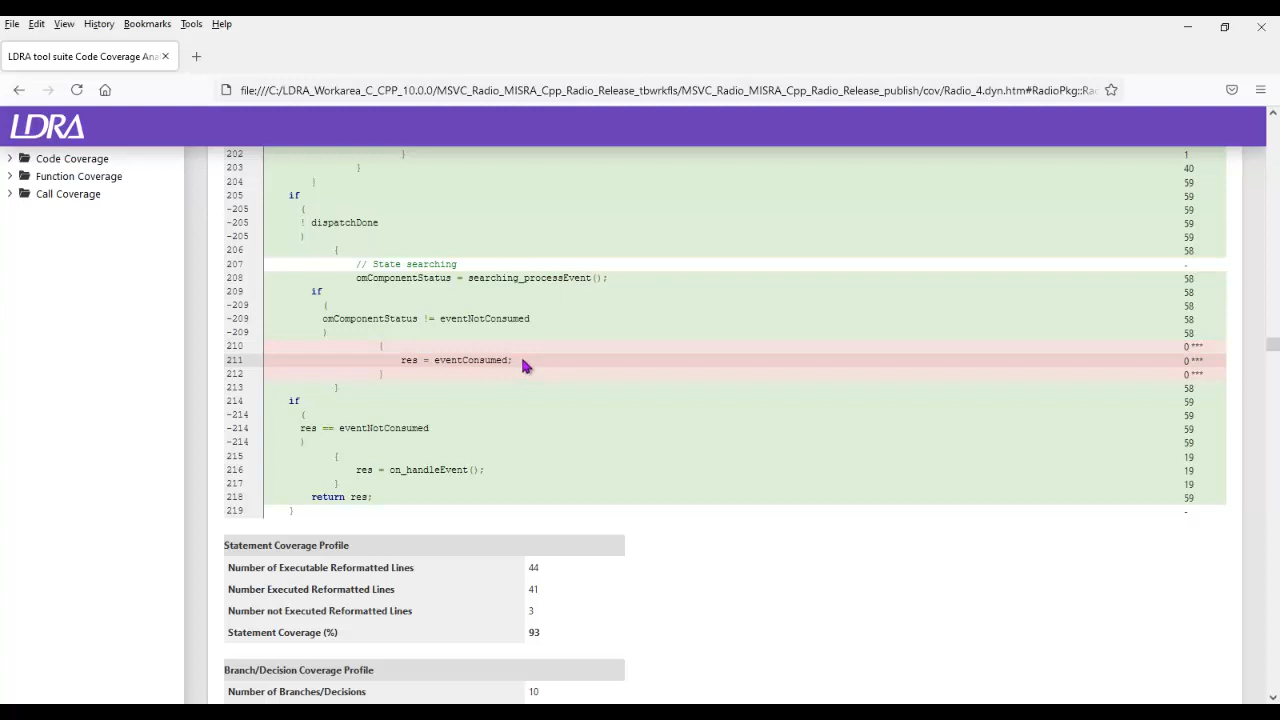 File Edit View History Bookmarks Tools Help
LDRA tool suite Code Coverage Ana
file:///C:/LDRA_Workarea_C_CPP_10.0.0/MSVC_Radio_MISRA_Cpp_Radio_Release_tbwrkfls/MSVC_Radio_MISRA_Cpp_Radio_Release_publish/cov/Radio_4.dyn.htm#RadioPkg::Ra
LDRA
Code Coverage
Function Coverage
Call Coverage
202 } 1
203 } 40
204 } 59
205 if 59
-205 ( 59
-205 ! dispatchDone 59
-205 ) 59
206 { 58
207 // State searching -
208 omComponentStatus = searching_processEvent(); 58
209 if 58
-209 ( 58
-209 omComponentStatus != eventNotConsumed 58
-209 ) 58
210 { 0 ***
211 res = eventConsumed; 0 ***
212 } 0 ***
213 } 58
214 if 59
-214 ( 59
-214 res == eventNotConsumed 59
-214 ) 59
215 { 19
216 res = on_handleEvent(); 19
217 } 19
218 return res; 59
219 } -
Statement Coverage Profile
Number of Executable Reformatted Lines 44
Number Executed Reformatted Lines 41
Number not Executed Reformatted Lines 3
Statement Coverage (%) 93
Branch/Decision Coverage Profile
Number of Branches/Decisions 10